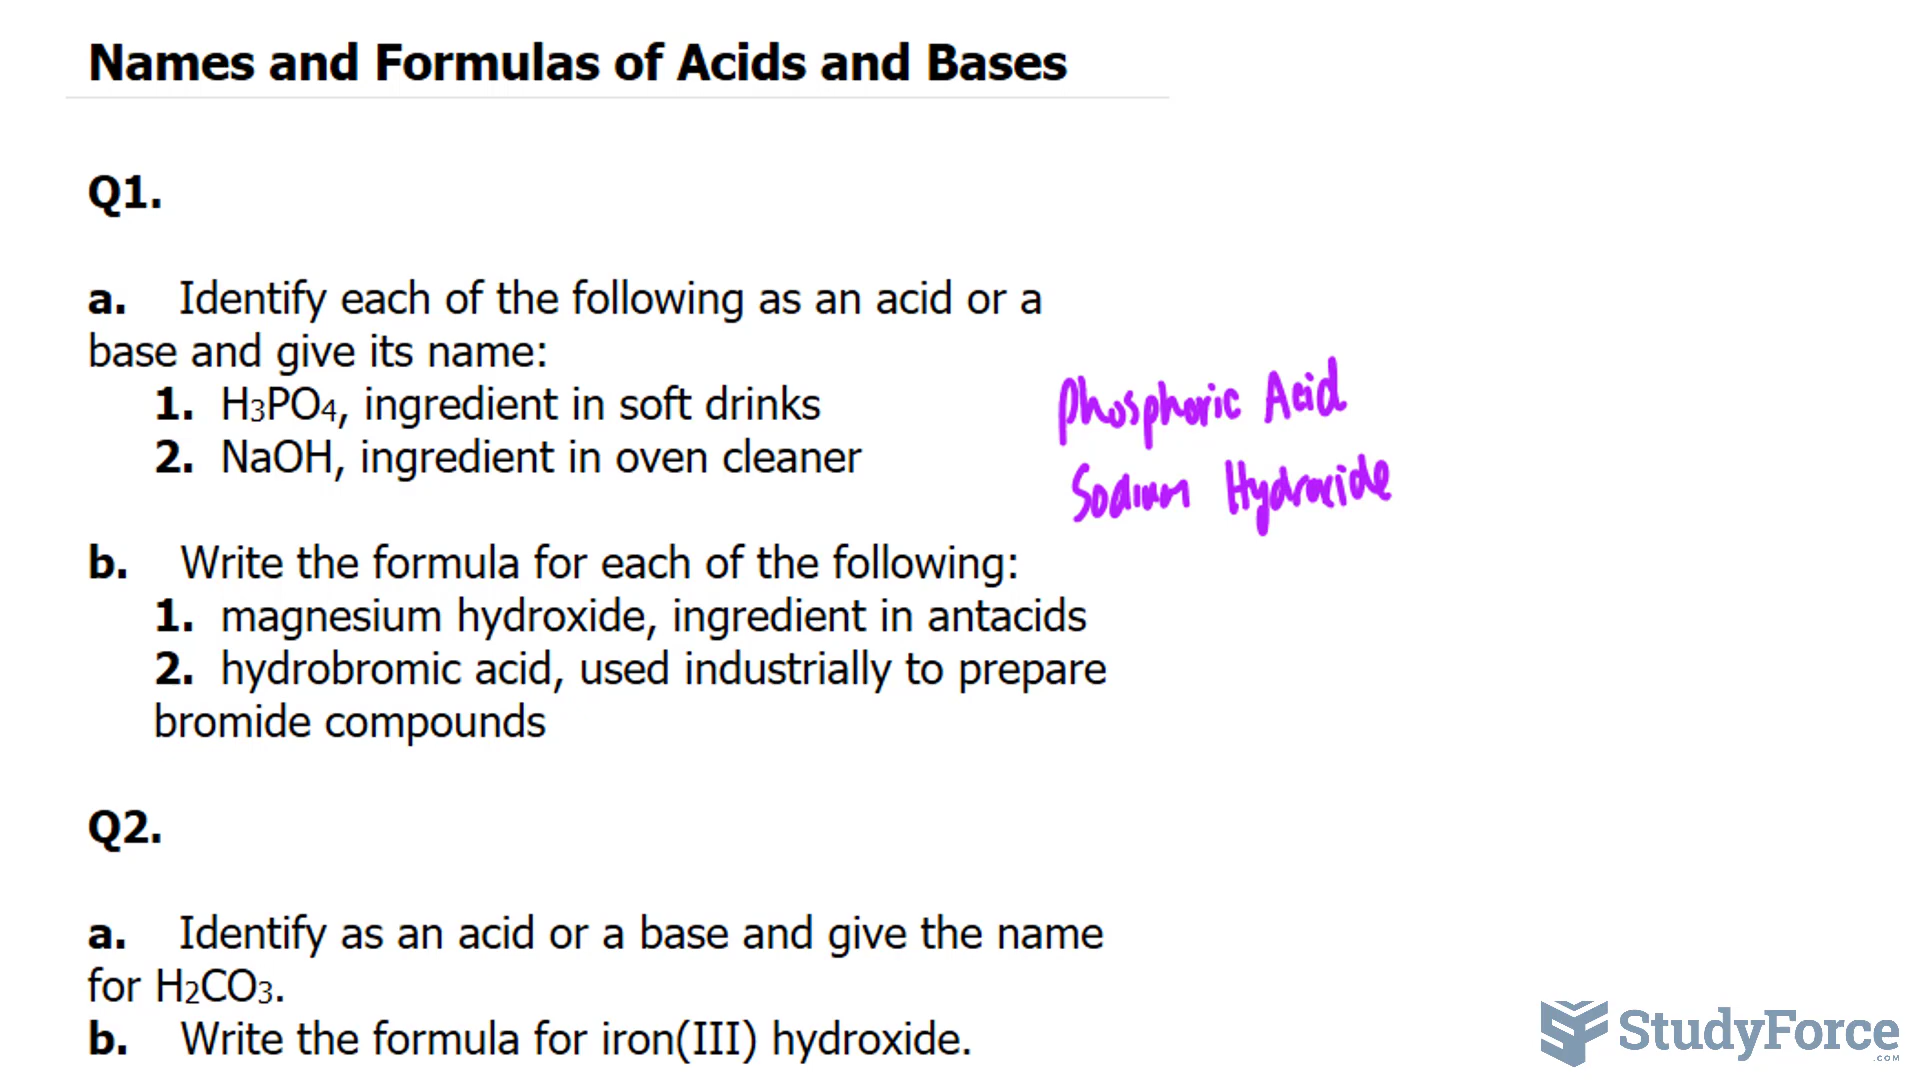 Names and Formulas of Acids and Bases
Q1.
a. Identify each of the following as an acid or a
base and give its name:
1. H₃PO₄, ingredient in soft drinks
Phosphoric Acid
2. NaOH, ingredient in oven cleaner
Sodium Hydroxide
b. Write the formula for each of the following:
1. magnesium hydroxide, ingredient in antacids
2. hydrobromic acid, used industrially to prepare
bromide compounds
Q2.
a. Identify as an acid or a base and give the name
for H₂CO₃.
b. Write the formula for iron(III) hydroxide.
StudyForce
.COM